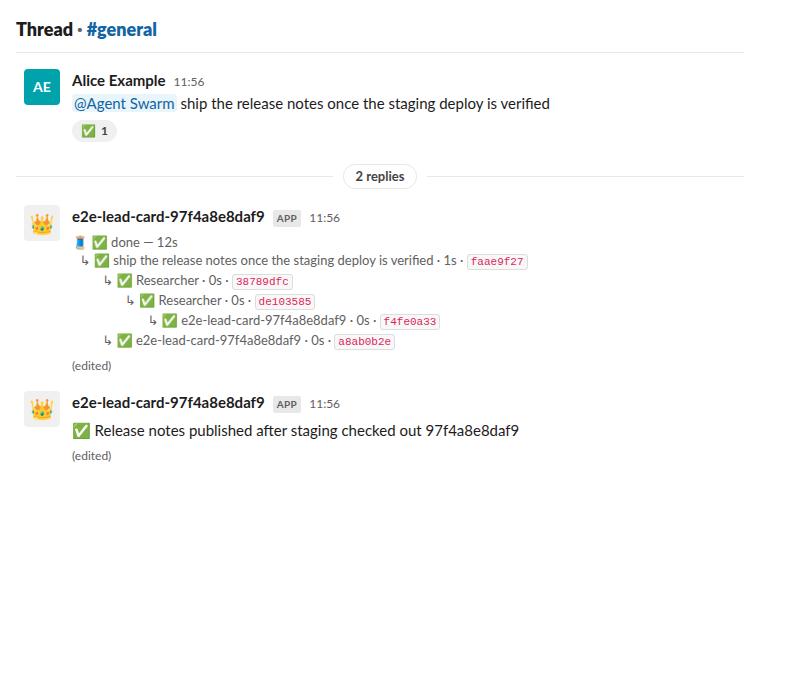 Thread • #general
AE
Alice Example 11:56
@Agent Swarm ship the release notes once the staging deploy is verified
✅ 1
2 replies
e2e-lead-card-97f4a8e8daf9 APP 11:56
🧵 ✅ done — 12s
↳ ✅ ship the release notes once the staging deploy is verified · 1s · faae9f27
↳ ✅ Researcher · 0s · 38789dfc
↳ ✅ Researcher · 0s · de103585
↳ ✅ e2e-lead-card-97f4a8e8daf9 · 0s · f4fe0a33
↳ ✅ e2e-lead-card-97f4a8e8daf9 · 0s · a8ab0b2e
(edited)
e2e-lead-card-97f4a8e8daf9 APP 11:56
✅ Release notes published after staging checked out 97f4a8e8daf9
(edited)